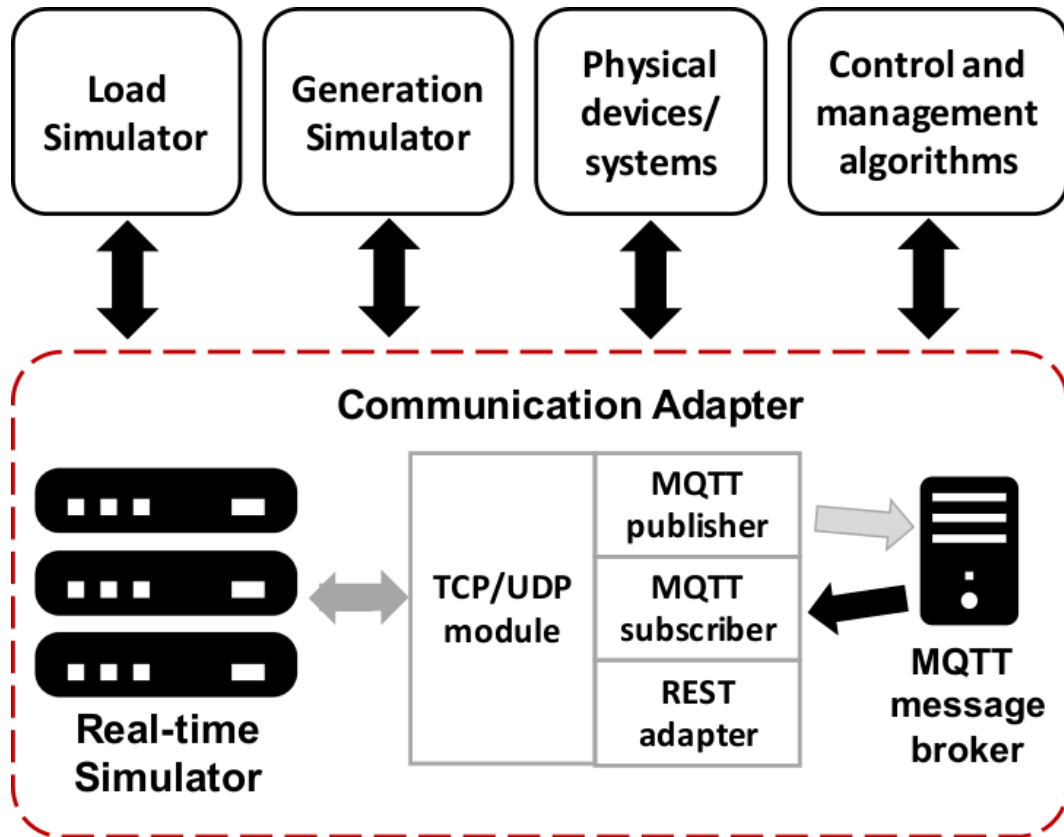 Load
Simulator
Generation
Simulator
Physical
devices/
systems
Control and
management
algorithms
Communication Adapter
MQTT
publisher
TCP/UDP
module
MQTT
subscriber
REST
adapter
Real-time
Simulator
MQTT
message
broker